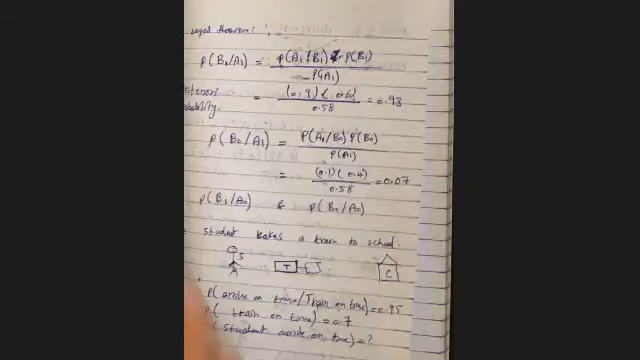 Bayes theorem:
P(B₁/A₁) = P(A₁/B₁) P(B₁)
P(A₁)
= (0.9)(0.6) = 0.93
0.58
P(B₀/A₁) = P(A₁/B₀) P(B₀)
P(A₁)
= (0.1)(0.4) = 0.07
0.58
P(B₁/A₀) & P(B₀/A₀)
student takes a train to school.
S T C
P(arrive on time/Train on time) = 0.95
P(train on time) = 0.7
(student arrive on time) = ?